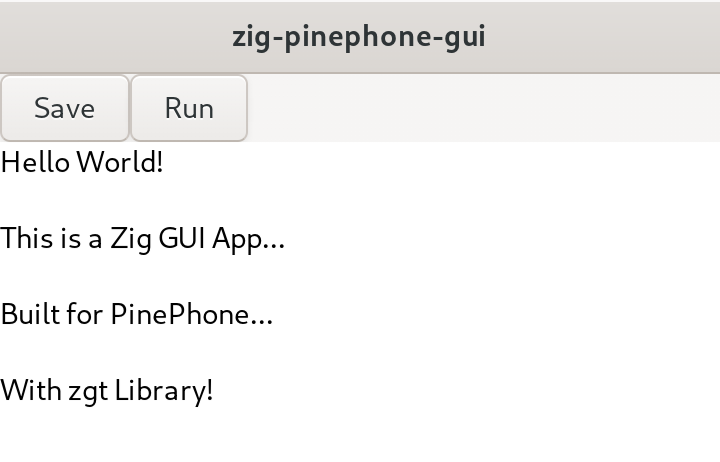 zig-pinephone-gui
Save Run
Hello World!
This is a Zig GUI App...
Built for PinePhone...
With zgt Library!